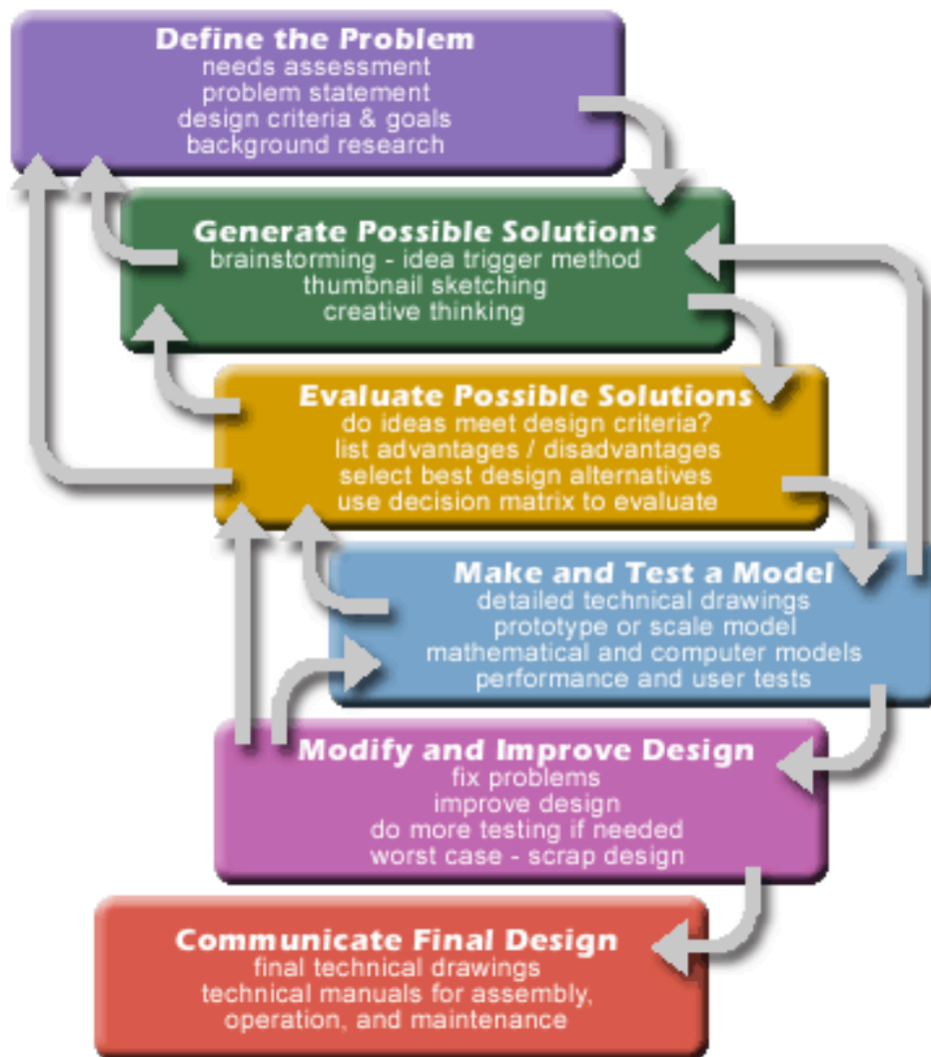 Define the Problem
needs assessment
problem statement
design criteria & goals
background research
Generate Possible Solutions
brainstorming - idea trigger method
thumbnail sketching
creative thinking
Evaluate Possible Solutions
do ideas meet design criteria?
list advantages / disadvantages
select best design alternatives
use decision matrix to evaluate
Make and Test a Model
detailed technical drawings
prototype or scale model
mathematical and computer models
performance and user tests
Modify and Improve Design
fix problems
improve design
do more testing if needed
worst case - scrap design
Communicate Final Design
final technical drawings
technical manuals for assembly,
operation, and maintenance